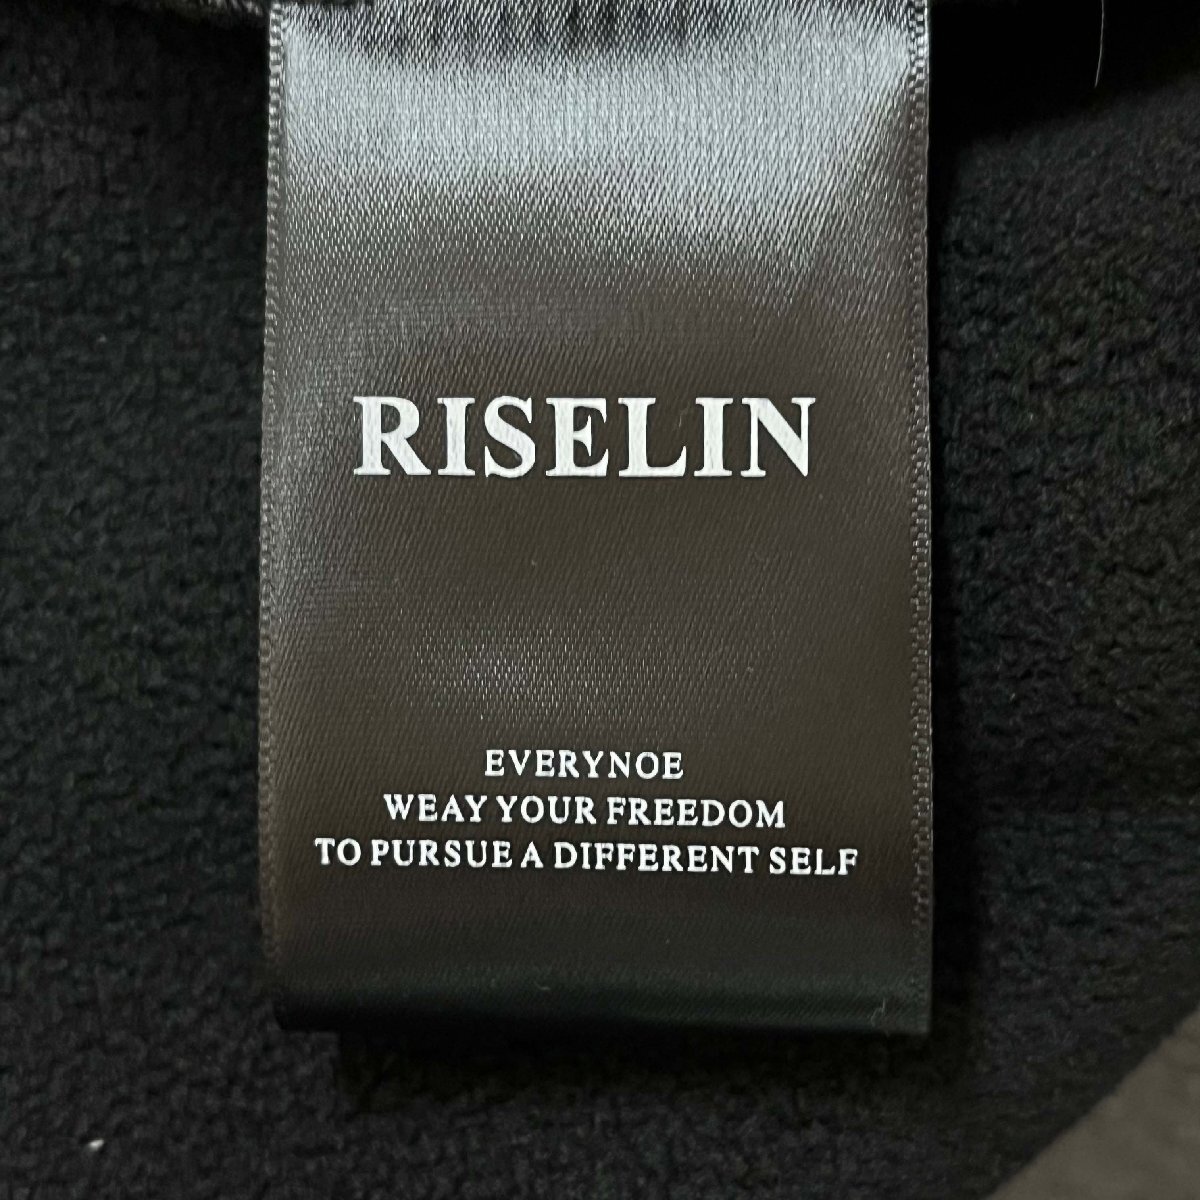 RISELIN
EVERYNOE
WEAY YOUR FREEDOM
TO PURSUE A DIFFERENT SELF